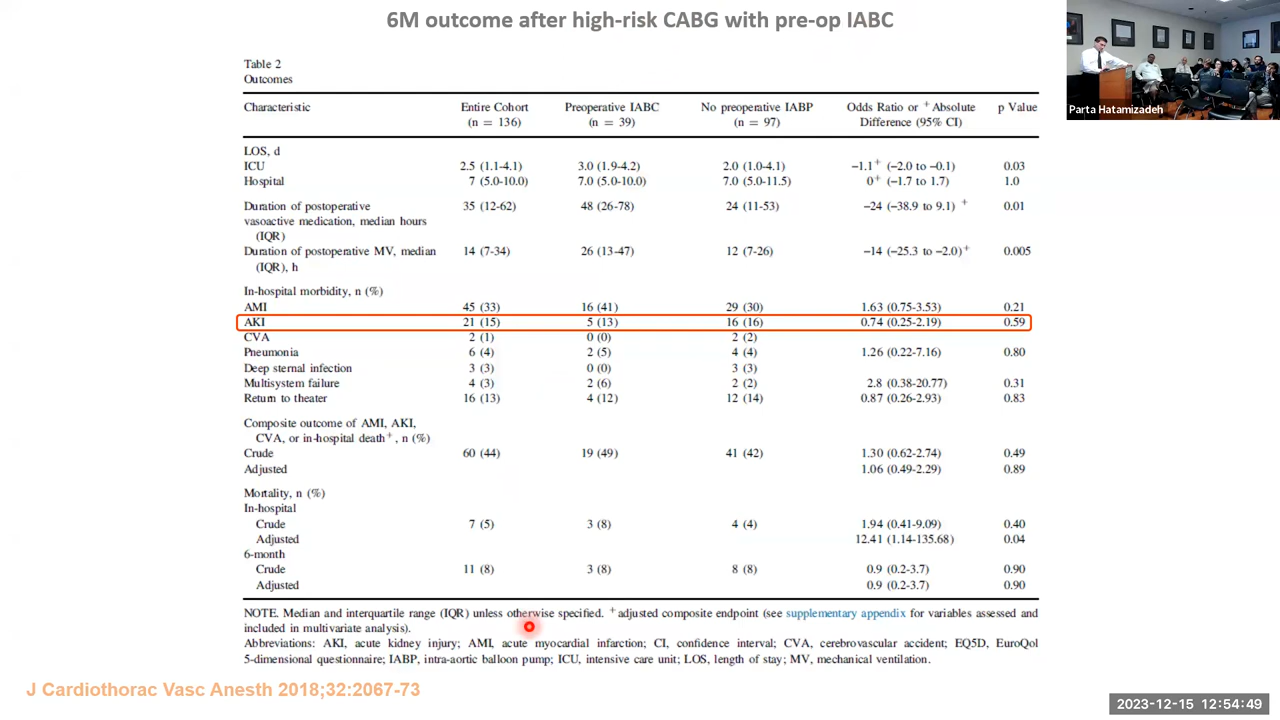 6M outcome after high-risk CABG with pre-op IABC
Parta Hatamizadeh
Table 2
Outcomes
Characteristic Entire Cohort (n = 136) Preoperative IABC (n = 39) No preoperative IABP (n = 97) Odds Ratio or +Absolute Difference (95% CI) p Value
LOS, d
ICU 2.5 (1.1-4.1) 3.0 (1.9-4.2) 2.0 (1.0-4.1) −1.1+ (−2.0 to −0.1) 0.03
Hospital 7 (5.0-10.0) 7.0 (5.0-10.0) 7.0 (5.0-11.5) 0+ (−1.7 to 1.7) 1.0
Duration of postoperative 35 (12-62) 48 (26-78) 24 (11-53) −24 (−38.9 to 9.1) + 0.01
vasoactive medication, median hours
(IQR)
Duration of postoperative MV, median 14 (7-34) 26 (13-47) 12 (7-26) −14 (−25.3 to −2.0)+ 0.005
(IQR), h
In-hospital morbidity, n (%)
AMI 45 (33) 16 (41) 29 (30) 1.63 (0.75-3.53) 0.21
AKI 21 (15) 5 (13) 16 (16) 0.74 (0.25-2.19) 0.59
CVA 2 (1) 0 (0) 2 (2)
Pneumonia 6 (4) 2 (5) 4 (4) 1.26 (0.22-7.16) 0.80
Deep sternal infection 3 (3) 0 (0) 3 (3)
Multisystem failure 4 (3) 2 (6) 2 (2) 2.8 (0.38-20.77) 0.31
Return to theater 16 (13) 4 (12) 12 (14) 0.87 (0.26-2.93) 0.83
Composite outcome of AMI, AKI,
CVA, or in-hospital death+, n (%)
Crude 60 (44) 19 (49) 41 (42) 1.30 (0.62-2.74) 0.49
Adjusted 1.06 (0.49-2.29) 0.89
Mortality, n (%)
In-hospital
Crude 7 (5) 3 (8) 4 (4) 1.94 (0.41-9.09) 0.40
Adjusted 12.41 (1.14-135.68) 0.04
6-month
Crude 11 (8) 3 (8) 8 (8) 0.9 (0.2-3.7) 0.90
Adjusted 0.9 (0.2-3.7) 0.90
NOTE. Median and interquartile range (IQR) unless otherwise specified. +adjusted composite endpoint (see supplementary appendix for variables assessed and
included in multivariate analysis).
Abbreviations: AKI, acute kidney injury; AMI, acute myocardial infarction; CI, confidence interval; CVA, cerebrovascular accident; EQ5D, EuroQol
5-dimensional questionnaire; IABP, intra-aortic balloon pump; ICU, intensive care unit; LOS, length of stay; MV, mechanical ventilation.
J Cardiothorac Vasc Anesth 2018;32:2067-73
2023-12-15 12:54:49